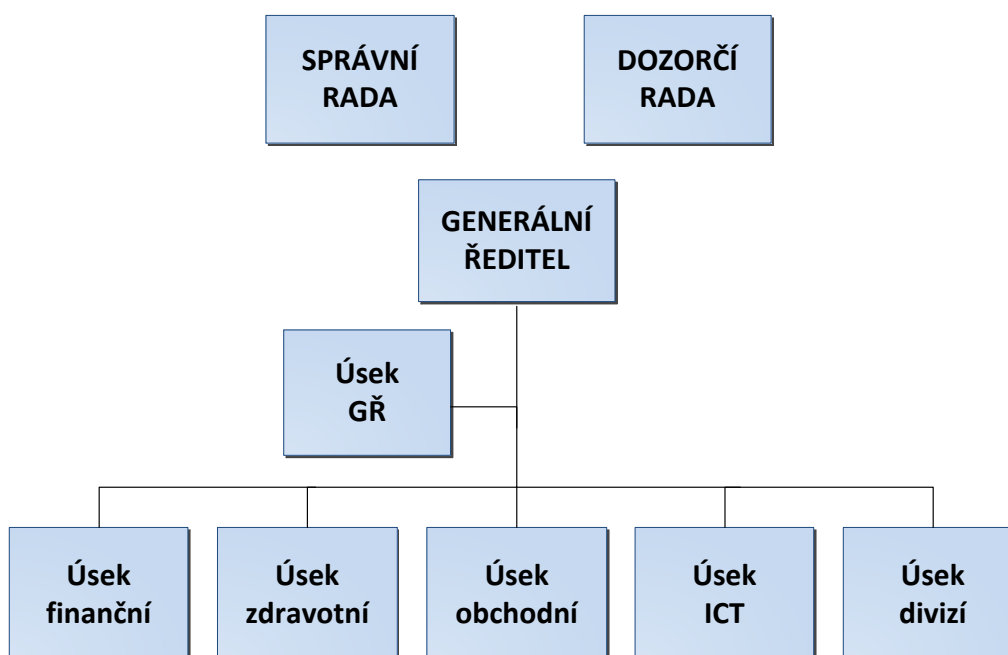 SPRÁVNÍ
RADA
DOZORČÍ
RADA
GENERÁLNÍ
ŘEDITEL
Úsek
GŘ
Úsek
finanční
Úsek
zdravotní
Úsek
obchodní
Úsek
ICT
Úsek
divizí